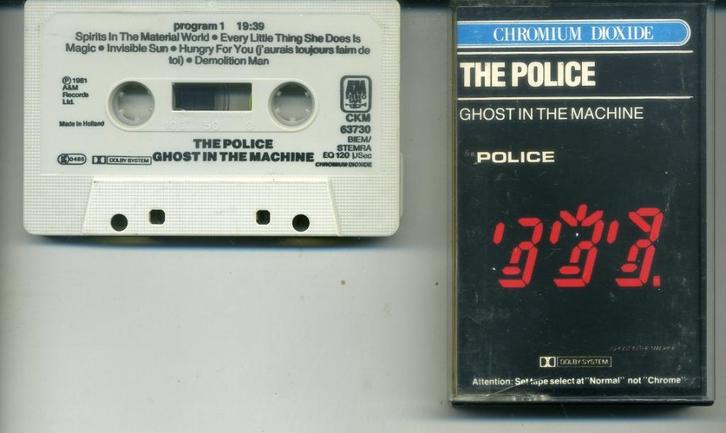 program 1 19:39
Spirits In The Material World • Every Little Thing She Does Is
Magic • Invisible Sun • Hungry For You (j'aurais toujours faim de
toi) • Demolition Man
℗ 1981
A&M
Records
Ltd.
Made in Holland
A&M
CKM
63730
BIEM/
STEMRA
EQ 120 µSec
CHROMIUM DIOXIDE
THE POLICE
GHOST IN THE MACHINE
DOLBY SYSTEM
CHROMIUM DIOXIDE
THE POLICE
GHOST IN THE MACHINE
POLICE
DOLBY SYSTEM
Attention: Set tape select at "Normal" not "Chrome"